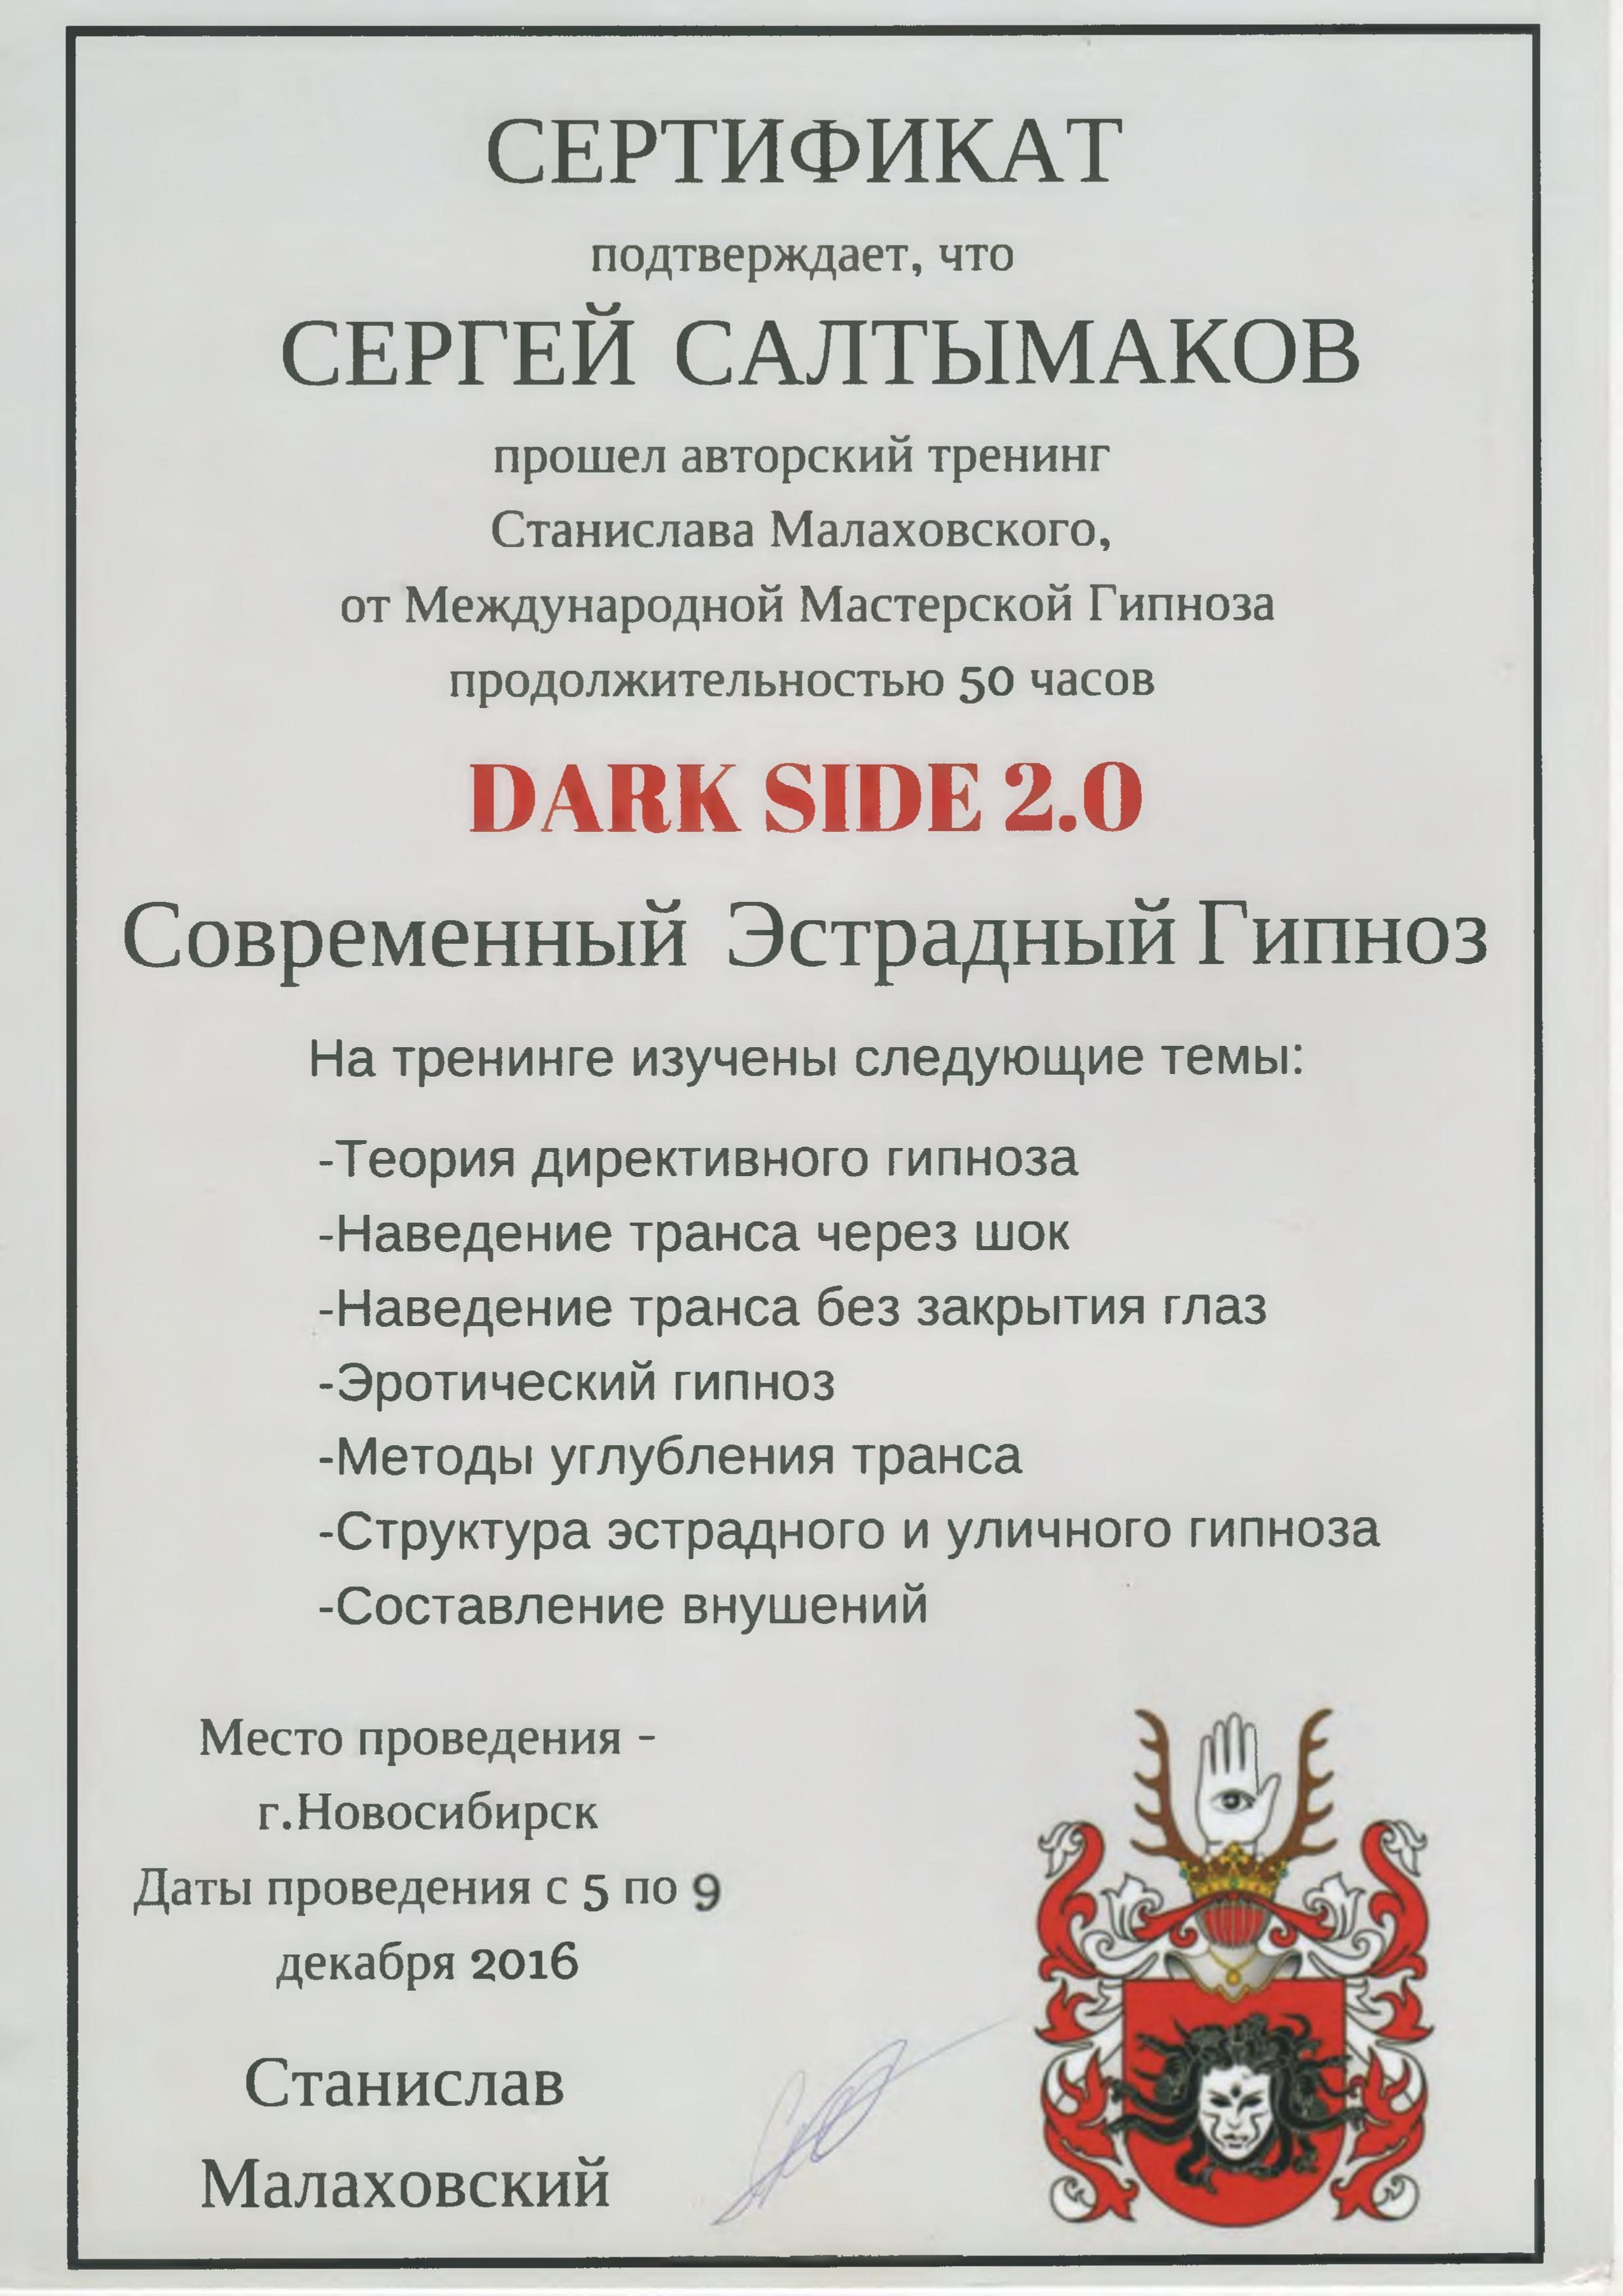 СЕРТИФИКАТ
подтверждает, что
СЕРГЕЙ САЛТЫМАКОВ
прошел авторский тренинг
Станислава Малаховского,
от Международной Мастерской Гипноза
продолжительностью 50 часов
DARK SIDE 2.0
Современный Эстрадный Гипноз
На тренинге изучены следующие темы:
-Теория директивного гипноза
-Наведение транса через шок
-Наведение транса без закрытия глаз
-Эротический гипноз
-Методы углубления транса
-Структура эстрадного и уличного гипноза
-Составление внушений
Место проведения -
г.Новосибирск
Даты проведения с 5 по 9
декабря 2016
Станислав
Малаховский